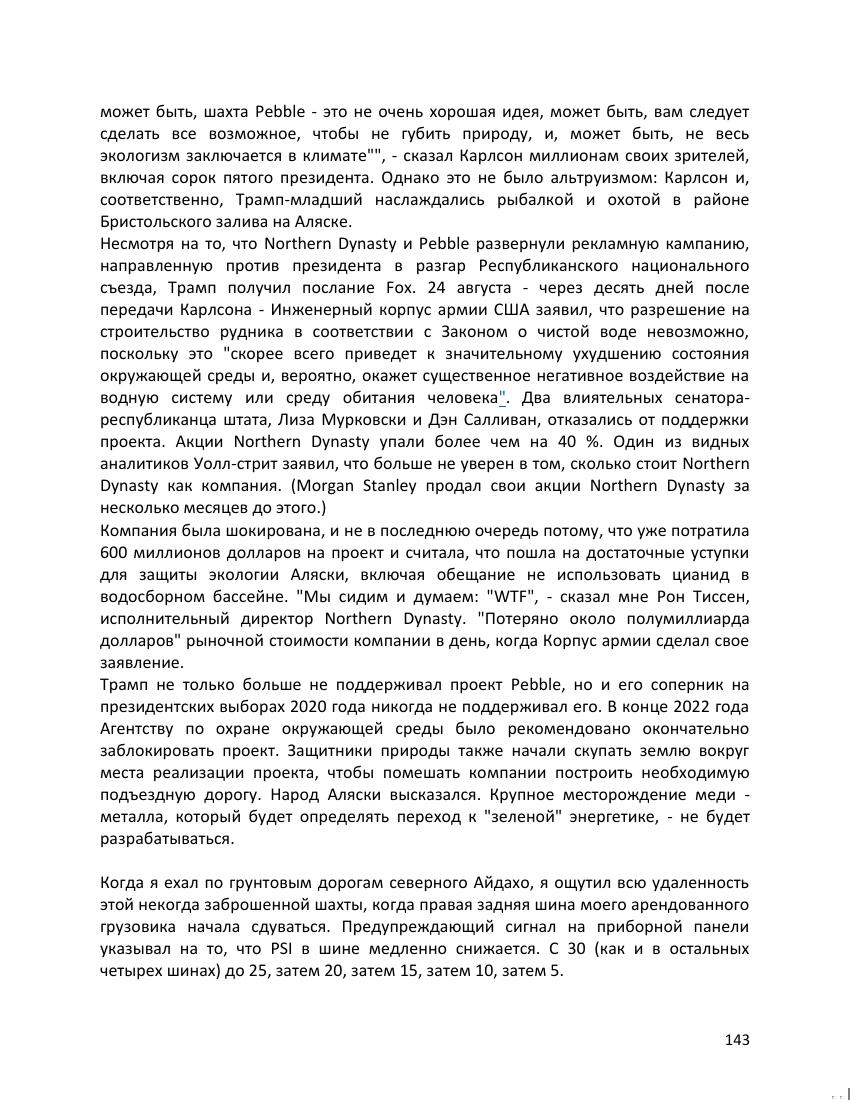 может быть, шахта Pebble - это не очень хорошая идея, может быть, вам следует
сделать все возможное, чтобы не губить природу, и, может быть, не весь
экологизм заключается в климате"", - сказал Карлсон миллионам своих зрителей,
включая сорок пятого президента. Однако это не было альтруизмом: Карлсон и,
соответственно, Трамп-младший наслаждались рыбалкой и охотой в районе
Бристольского залива на Аляске.
Несмотря на то, что Northern Dynasty и Pebble развернули рекламную кампанию,
направленную против президента в разгар Республиканского национального
съезда, Трамп получил послание Fox. 24 августа - через десять дней после
передачи Карлсона - Инженерный корпус армии США заявил, что разрешение на
строительство рудника в соответствии с Законом о чистой воде невозможно,
поскольку это "скорее всего приведет к значительному ухудшению состояния
окружающей среды и, вероятно, окажет существенное негативное воздействие на
водную систему или среду обитания человека". Два влиятельных сенатора-
республиканца штата, Лиза Мурковски и Дэн Салливан, отказались от поддержки
проекта. Акции Northern Dynasty упали более чем на 40 %. Один из видных
аналитиков Уолл-стрит заявил, что больше не уверен в том, сколько стоит Northern
Dynasty как компания. (Morgan Stanley продал свои акции Northern Dynasty за
несколько месяцев до этого.)
Компания была шокирована, и не в последнюю очередь потому, что уже потратила
600 миллионов долларов на проект и считала, что пошла на достаточные уступки
для защиты экологии Аляски, включая обещание не использовать цианид в
водосборном бассейне. "Мы сидим и думаем: "WTF", - сказал мне Рон Тиссен,
исполнительный директор Northern Dynasty. "Потеряно около полумиллиарда
долларов" рыночной стоимости компании в день, когда Корпус армии сделал свое
заявление.
Трамп не только больше не поддерживал проект Pebble, но и его соперник на
президентских выборах 2020 года никогда не поддерживал его. В конце 2022 года
Агентству по охране окружающей среды было рекомендовано окончательно
заблокировать проект. Защитники природы также начали скупать землю вокруг
места реализации проекта, чтобы помешать компании построить необходимую
подъездную дорогу. Народ Аляски высказался. Крупное месторождение меди -
металла, который будет определять переход к "зеленой" энергетике, - не будет
разрабатываться.
Когда я ехал по грунтовым дорогам северного Айдахо, я ощутил всю удаленность
этой некогда заброшенной шахты, когда правая задняя шина моего арендованного
грузовика начала сдуваться. Предупреждающий сигнал на приборной панели
указывал на то, что PSI в шине медленно снижается. С 30 (как и в остальных
четырех шинах) до 25, затем 20, затем 15, затем 10, затем 5.
143